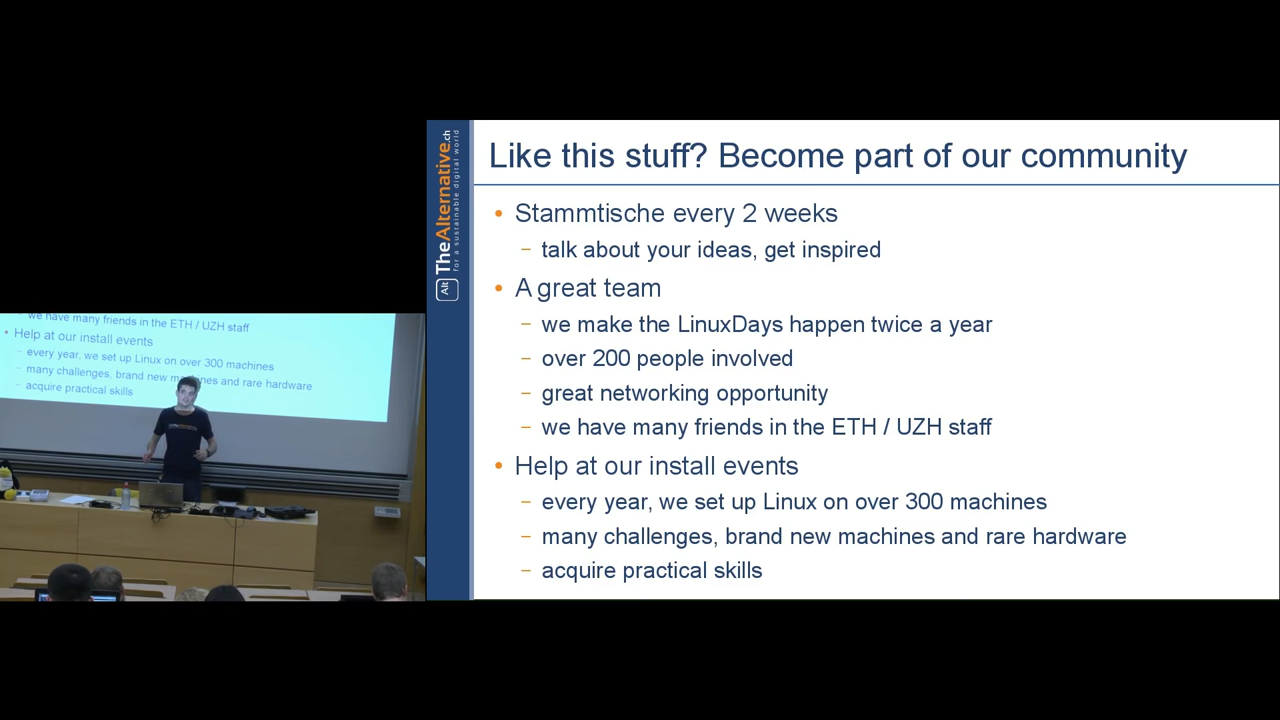 Like this stuff? Become part of our community
• Stammtische every 2 weeks
– talk about your ideas, get inspired
• A great team
– we make the LinuxDays happen twice a year
– over 200 people involved
– great networking opportunity
– we have many friends in the ETH / UZH staff
• Help at our install events
– every year, we set up Linux on over 300 machines
– many challenges, brand new machines and rare hardware
– acquire practical skills
Alt TheAlternative.ch
for a sustainable digital world
we have many friends in the ETH / UZH staff
• Help at our install events
– every year, we set up Linux on over 300 machines
– many challenges, brand new machines and rare hardware
– acquire practical skills